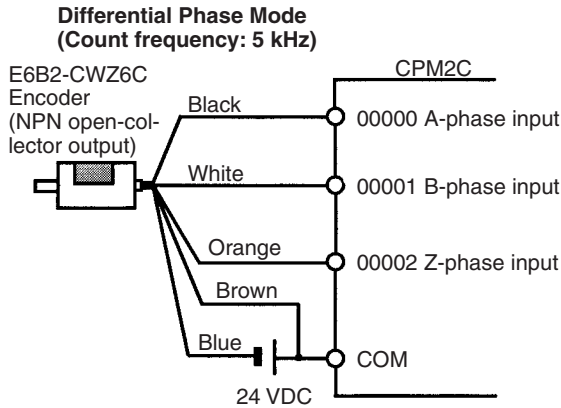 Differential Phase Mode
(Count frequency: 5 kHz)
E6B2-CWZ6C
Encoder
(NPN open-col-
lector output)
CPM2C
Black
00000 A-phase input
White
00001 B-phase input
Orange
00002 Z-phase input
Brown
Blue
COM
24 VDC